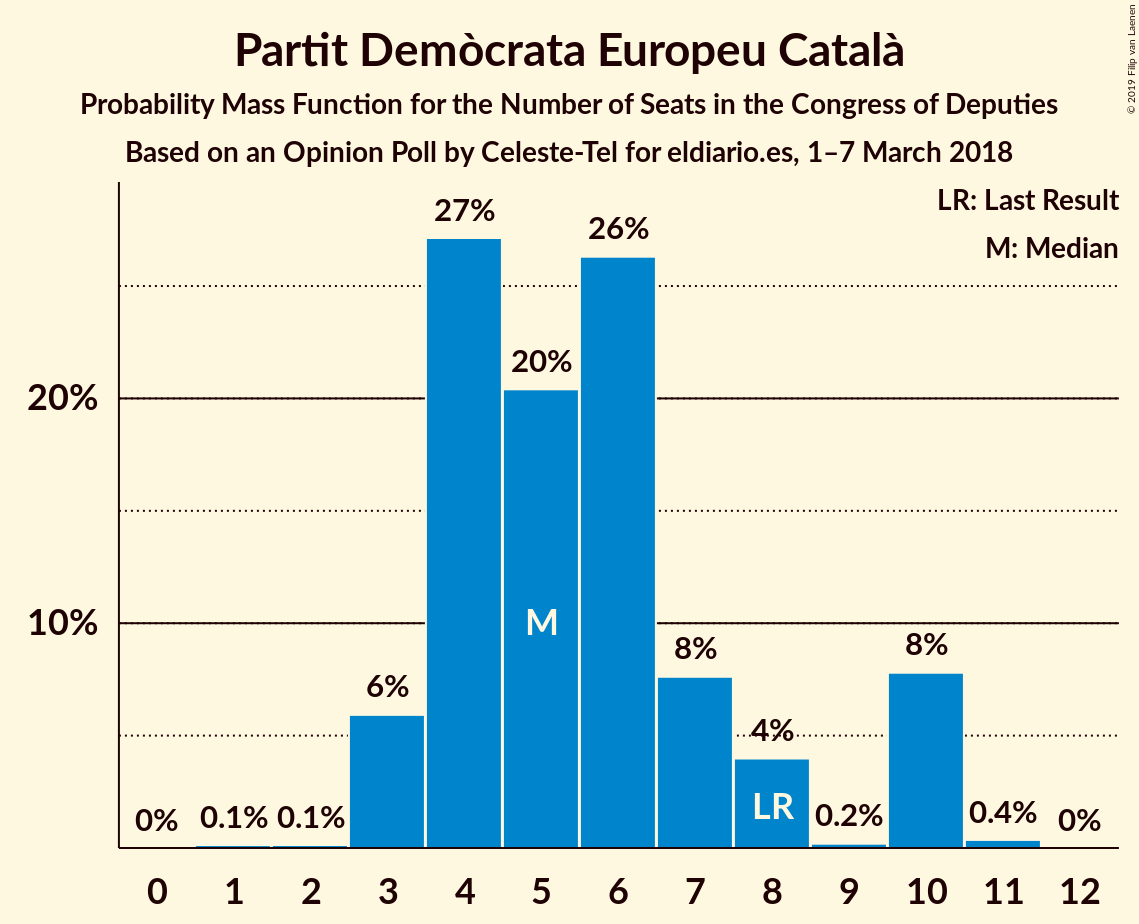 Partit Demòcrata Europeu Català
Probability Mass Function for the Number of Seats in the Congress of Deputies
Based on an Opinion Poll by Celeste-Tel for eldiario.es, 1–7 March 2018
© 2019 Filip van Laenen
LR: Last Result
M: Median
20%
10%
0% 0.1% 0.1% 6% 27% 20% 26% 8% 4% 0.2% 8% 0.4% 0%
M
LR
0 1 2 3 4 5 6 7 8 9 10 11 12